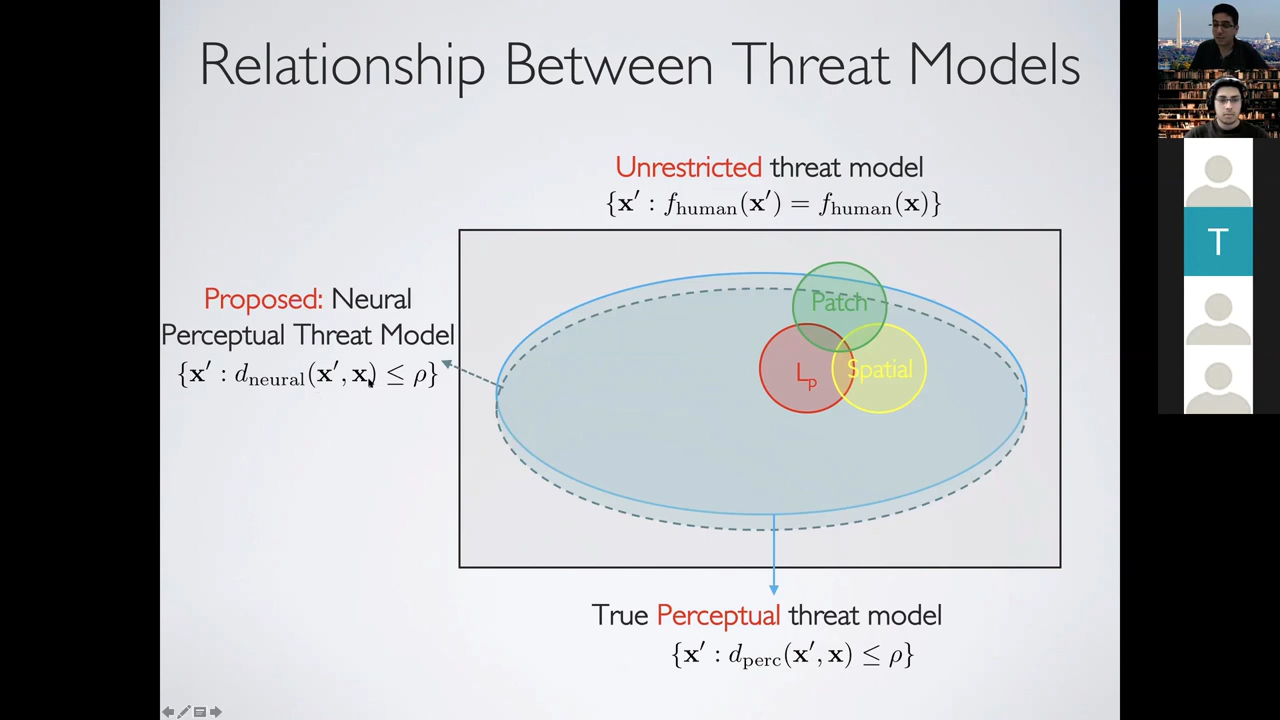 Relationship Between Threat Models
Unrestricted threat model
{x′ : f_human(x′) = f_human(x)}
Proposed: Neural
Perceptual Threat Model
{x′ : d_neural(x′, x) ≤ ρ}
Patch
L_p
Spatial
True Perceptual threat model
{x′ : d_perc(x′, x) ≤ ρ}
T